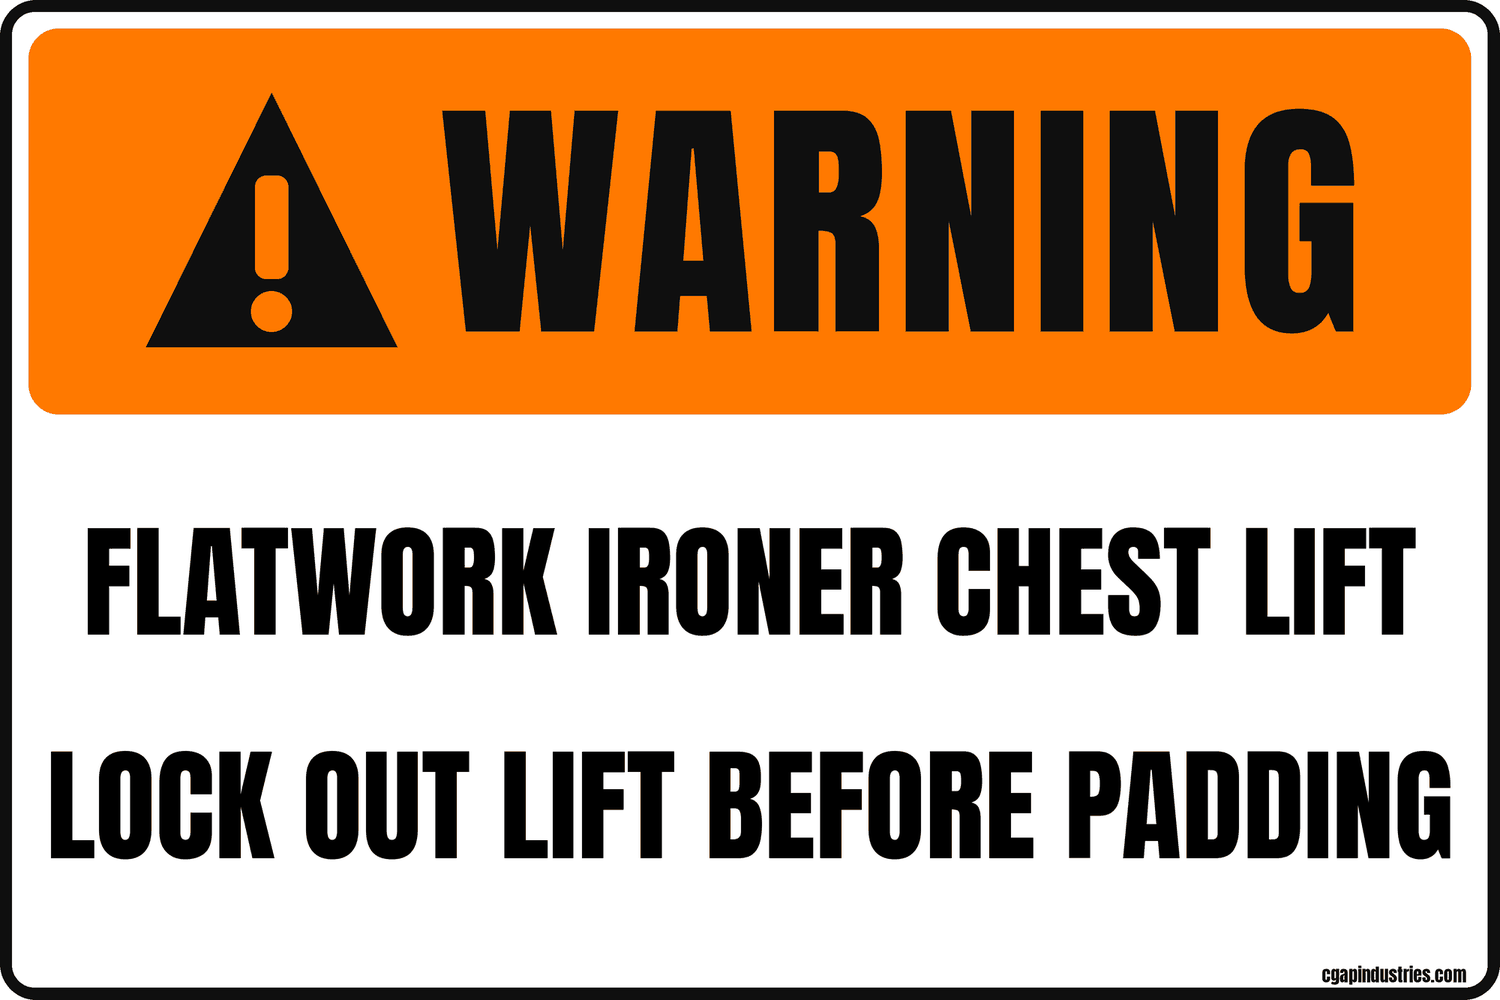 WARNING
FLATWORK IRONER CHEST LIFT
LOCK OUT LIFT BEFORE PADDING
cgapindustries.com